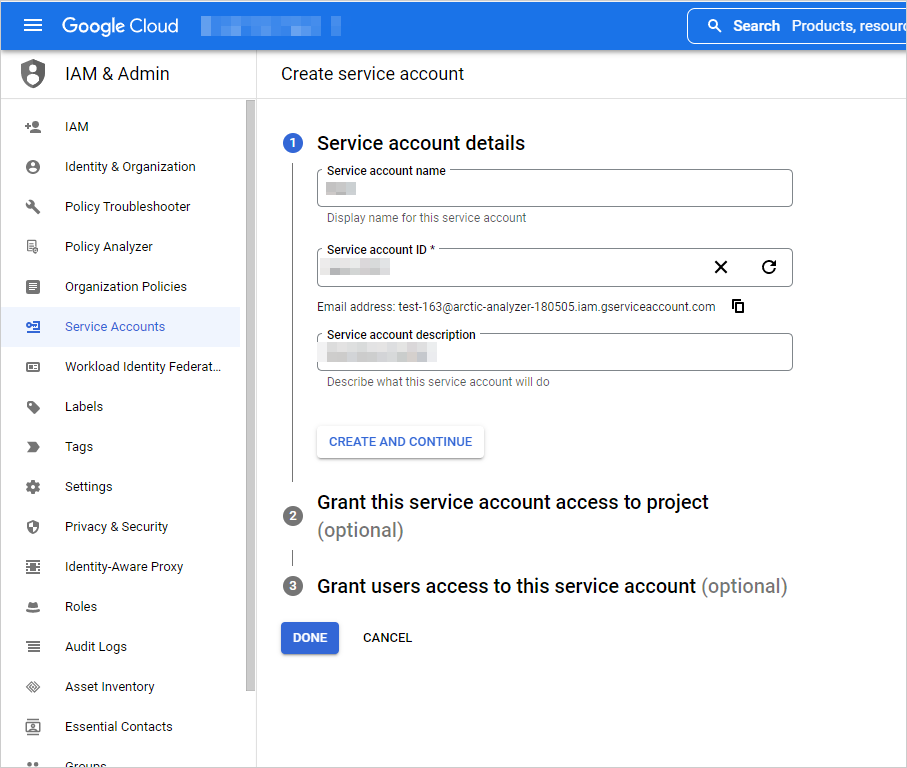 Google Cloud
Search Products, resour
IAM & Admin
Create service account
IAM
Identity & Organization
Policy Troubleshooter
Policy Analyzer
Organization Policies
Service Accounts
Workload Identity Federat...
Labels
Tags
Settings
Privacy & Security
Identity-Aware Proxy
Roles
Audit Logs
Asset Inventory
Essential Contacts
Groups
1 Service account details
Service account name
Display name for this service account
Service account ID *
Email address: test-163@arctic-analyzer-180505.iam.gserviceaccount.com
Service account description
Describe what this service account will do
CREATE AND CONTINUE
2 Grant this service account access to project
(optional)
3 Grant users access to this service account (optional)
DONE CANCEL